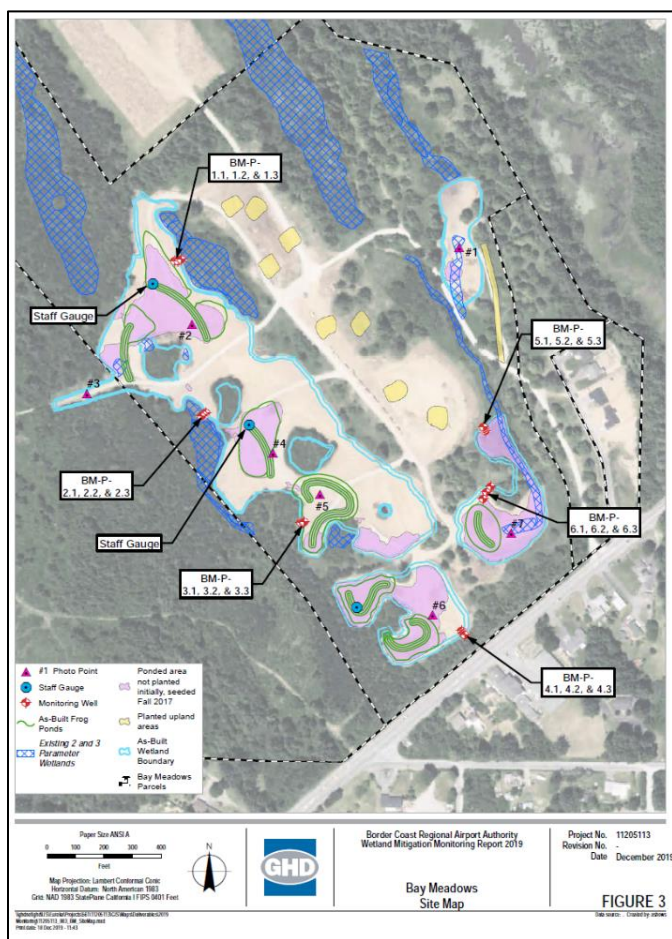 BM-P-
1.1, 1.2, & 1.3
#1
Staff Gauge
#2
BM-P-
5.1, 5.2, & 5.3
#3
#4
BM-P-
2.1, 2.2, & 2.3
#5
BM-P-
6.1, 6.2, & 6.3
#7
Staff Gauge
BM-P-
3.1, 3.2, & 3.3
#6
BM-P-
4.1, 4.2, & 4.3
#1 Photo Point
Staff Gauge
Monitoring Well
As-Built Frog
Ponds
Existing 2 and 3
Parameter
Wetlands
Ponded area
not planted
initially, seeded
Fall 2017
Planted upland
areas
As-Built
Wetland
Boundary
Bay Meadows
Parcels
Paper Size ANSI A
0 100 200 300 400
Feet
Map Projection: Lambert Conformal Conic
Horizontal Datum: North American 1983
Grid: NAD 1983 StatePlane California I FIPS 0401 Feet
N
GHD
Border Coast Regional Airport Authority
Wetland Mitigation Monitoring Report 2019
Bay Meadows
Site Map
Project No. 11205113
Revision No. -
Date December 2019
FIGURE 3
Print date: 18 Dec 2019 - 11:43